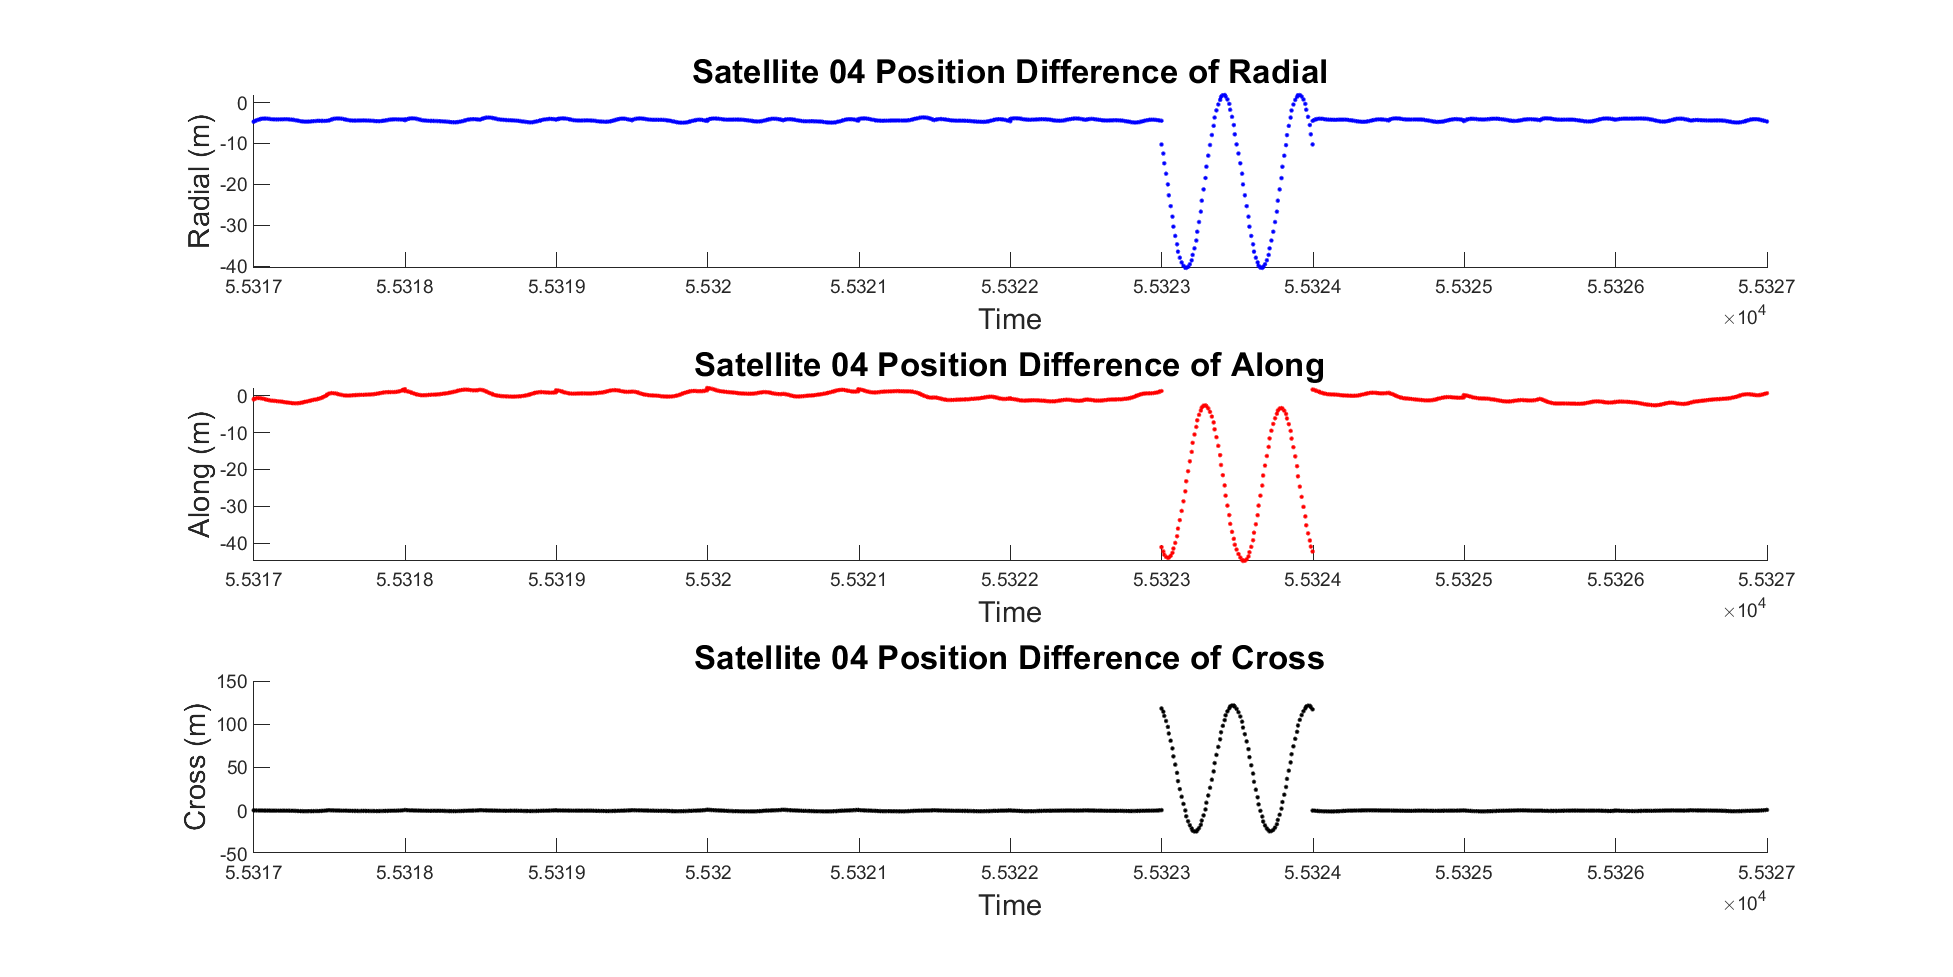 Satellite 04 Position Difference of Radial
Radial (m)
0
-10
-20
-30
-40
5.5317 5.5318 5.5319 5.532 5.5321 5.5322 5.5323 5.5324 5.5325 5.5326 5.5327
Time
×10^4
Satellite 04 Position Difference of Along
Along (m)
0
-10
-20
-30
-40
5.5317 5.5318 5.5319 5.532 5.5321 5.5322 5.5323 5.5324 5.5325 5.5326 5.5327
Time
×10^4
Satellite 04 Position Difference of Cross
Cross (m)
150
100
50
0
-50
5.5317 5.5318 5.5319 5.532 5.5321 5.5322 5.5323 5.5324 5.5325 5.5326 5.5327
Time
×10^4